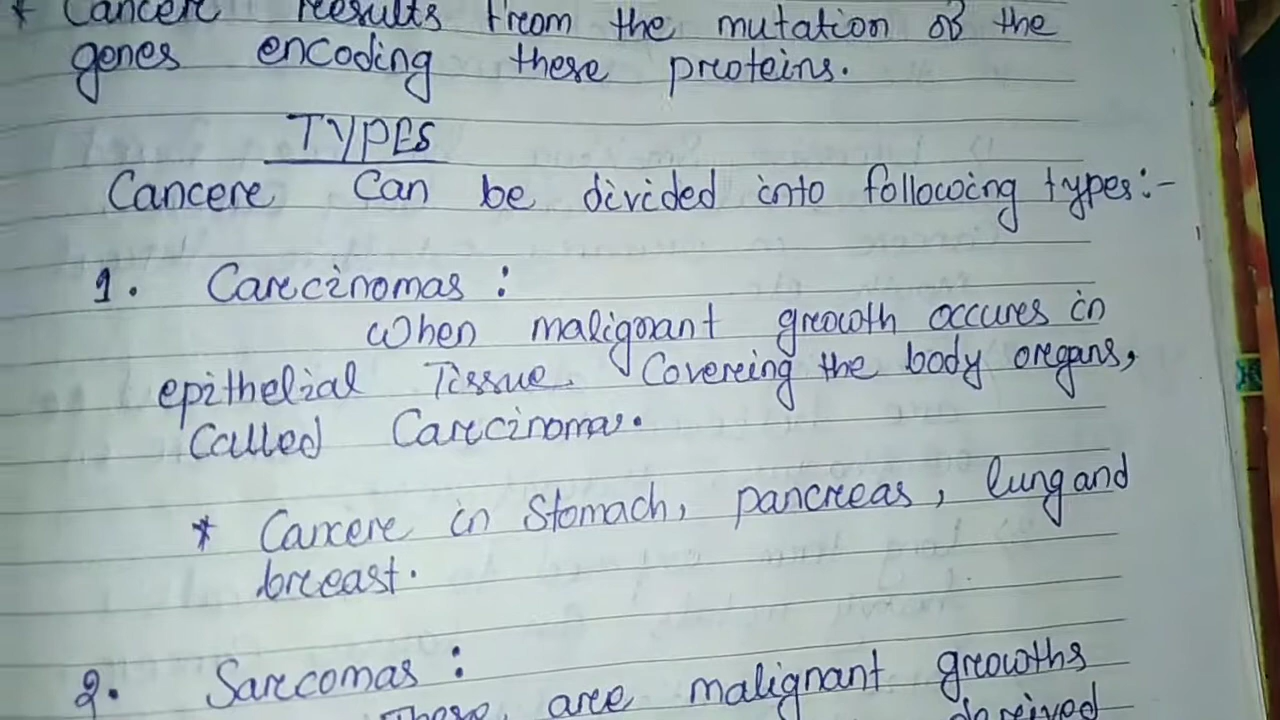 * Cancer results from the mutation of the
genes encoding these proteins.
TYPES
Cancere Can be divided into following types:-
1. Carcinomas :
When malignant growth occures in
epithelial Tissue. Covering the body organs,
Called Carcinomas.
* Cancere in Stomach, pancreas, lung and
breast.
2. Sarcomas :
These are malignant growths
derived